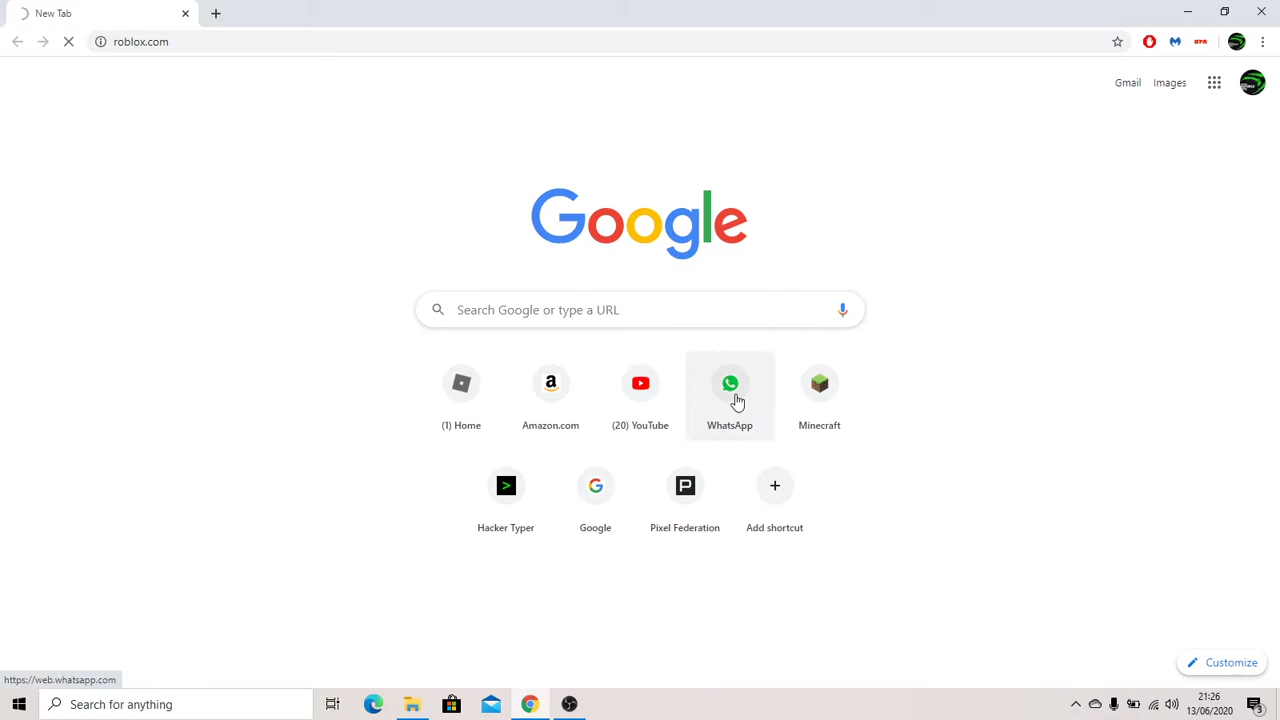 New Tab
roblox.com
Gmail Images
Google
Search Google or type a URL
(1) Home
Amazon.com
(20) YouTube
WhatsApp
Minecraft
Hacker Typer
Google
Pixel Federation
Add shortcut
Customize
https://web.whatsapp.com
Search for anything
21:26
13/06/2020
3